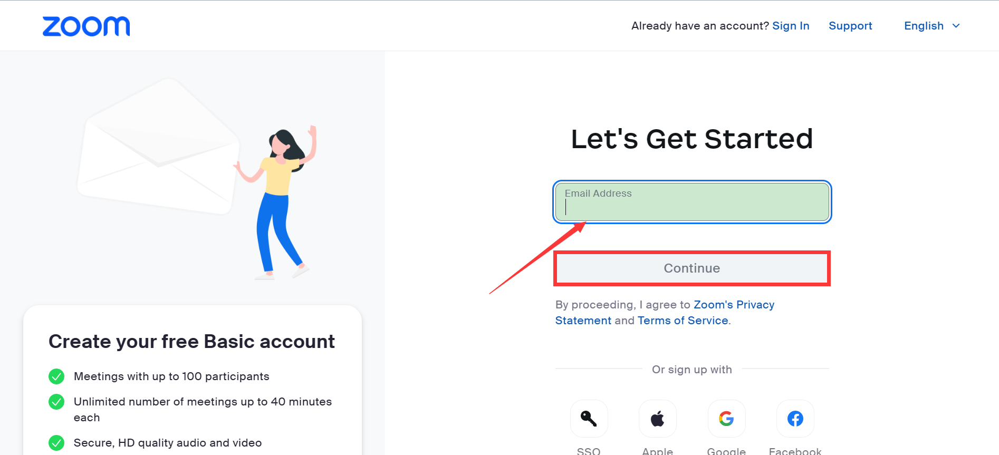 zoom
Already have an account? Sign In
Support
English
Let's Get Started
Email Address
Continue
By proceeding, I agree to Zoom's Privacy
Statement and Terms of Service.
Or sign up with
SSO
Apple
Google
Facebook
Create your free Basic account
Meetings with up to 100 participants
Unlimited number of meetings up to 40 minutes
each
Secure, HD quality audio and video